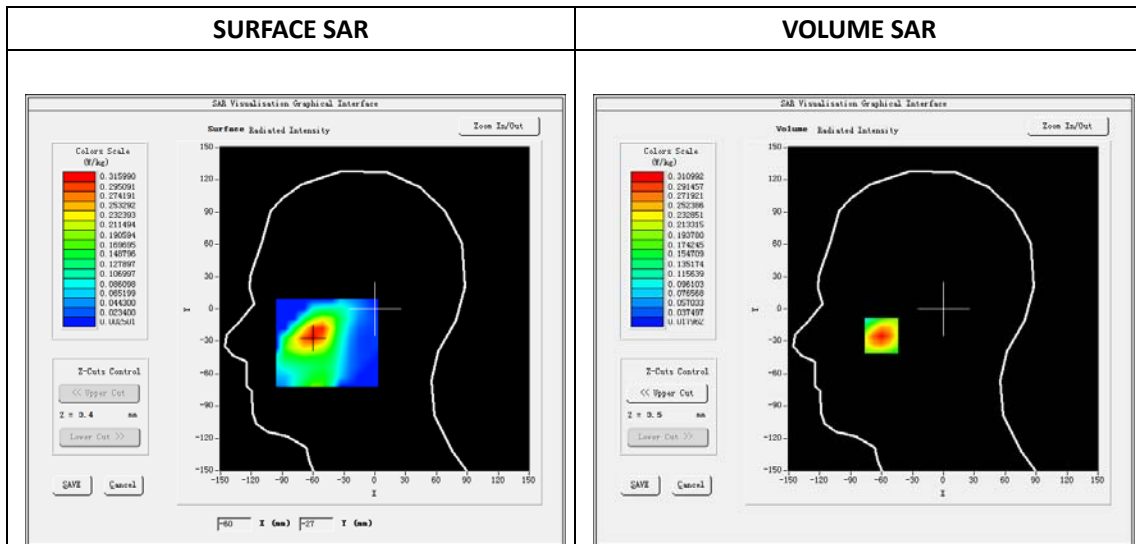 SURFACE SAR
VOLUME SAR
SAR Visualisation Graphical Interface
Surface Radiated Intensity
Zoom In/Out
Colors Scale
(W/kg)
0.315990
0.295091
0.274191
0.253292
0.232393
0.211494
0.190594
0.169695
0.148796
0.127897
0.106997
0.086098
0.065199
0.044300
0.023400
0.002501
Z-Cuts Control
<< Upper Cut
Lower Cut >>
SAVE
Cancel
150
120
90
60
30
0
-30
-60
-90
-120
-150
Y
-150 -120 -90 -60 -30 0 30 60 90 120 150
X
-60 X (mm) -27 Y (mm)
SAR Visualisation Graphical Interface
Volume Radiated Intensity
Zoom In/Out
Colors Scale
(W/kg)
0.310992
0.291457
0.271921
0.252386
0.232851
0.213315
0.193780
0.174245
0.154709
0.135174
0.115639
0.096103
0.076568
0.057033
0.037497
0.017962
Z-Cuts Control
<< Upper Cut
Lower Cut >>
SAVE
Cancel
150
120
90
60
30
0
-30
-60
-90
-120
-150
Y
-150 -120 -90 -60 -30 0 30 60 90 120 150
X